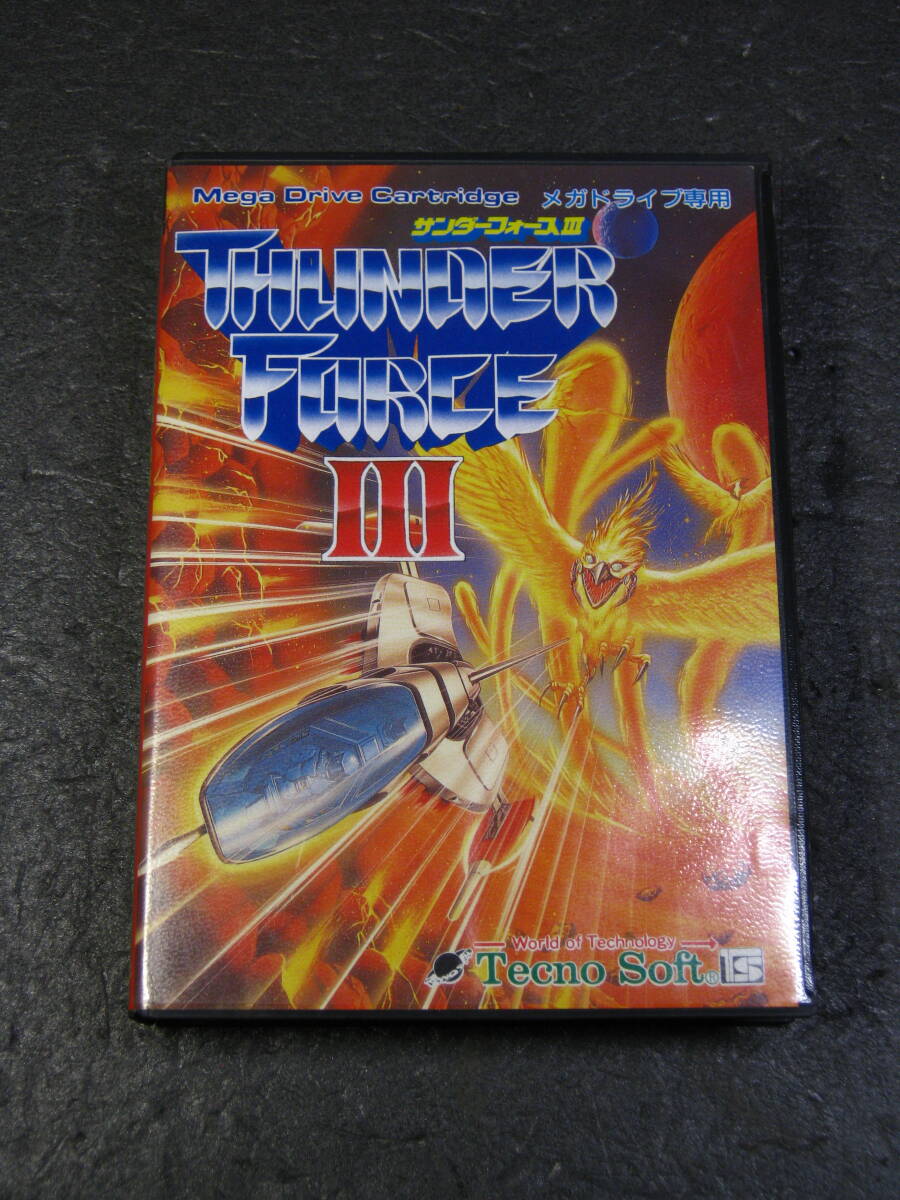 Mega Drive Cartridge メガドライブ専用
サンダーフォースIII
THUNDER
FORCE
III
World of Technology
Tecno Soft®